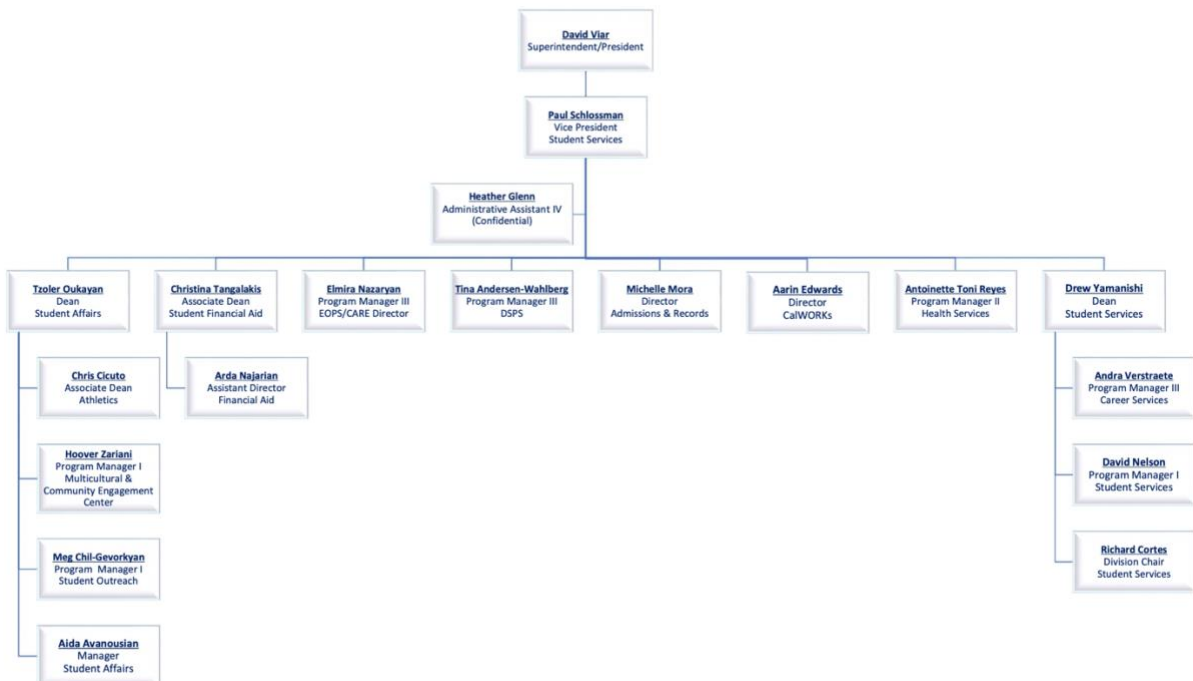 David Viar
Superintendent/President
Paul Schlossman
Vice President
Student Services
Heather Glenn
Administrative Assistant IV
(Confidential)
Tzoler Oukayan
Dean
Student Affairs
Christina Tangalakis
Associate Dean
Student Financial Aid
Elmira Nazaryan
Program Manager III
EOPS/CARE Director
Tina Andersen-Wahlberg
Program Manager III
DSPS
Michelle Mora
Director
Admissions & Records
Aarin Edwards
Director
CalWORKs
Antoinette Toni Reyes
Program Manager II
Health Services
Drew Yamanishi
Dean
Student Services
Chris Cicuto
Associate Dean
Athletics
Arda Najarian
Assistant Director
Financial Aid
Andra Verstraete
Program Manager III
Career Services
Hoover Zariani
Program Manager I
Multicultural &
Community Engagement
Center
David Nelson
Program Manager I
Student Services
Meg Chil-Gevorkyan
Program Manager I
Student Outreach
Richard Cortes
Division Chair
Student Services
Aida Avanousian
Manager
Student Affairs